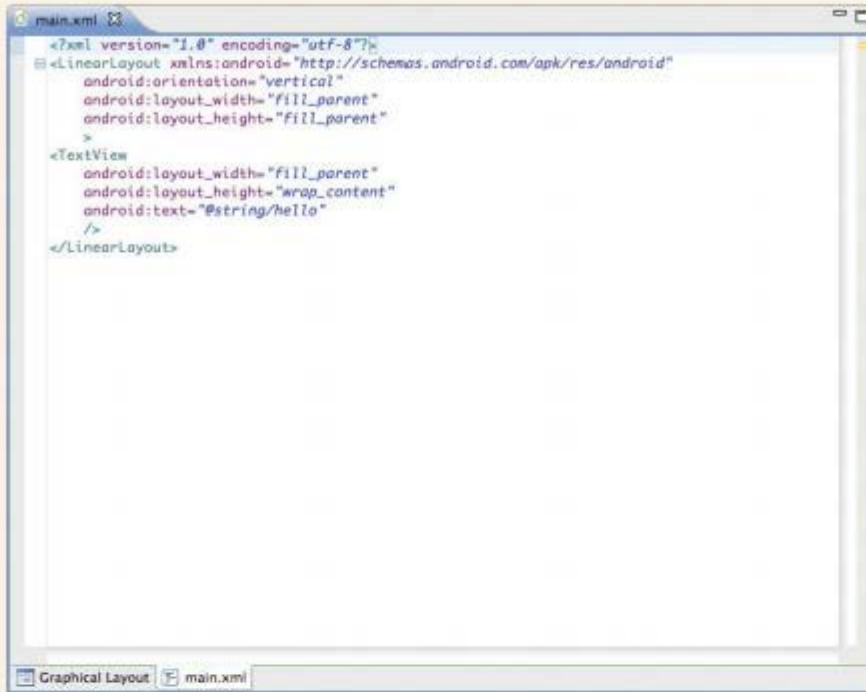 main.xml
<?xml version="1.0" encoding="utf-8"?>
<LinearLayout xmlns:android="http://schemas.android.com/apk/res/android"
    android:orientation="vertical"
    android:layout_width="fill_parent"
    android:layout_height="fill_parent"
    >
<TextView
    android:layout_width="fill_parent"
    android:layout_height="wrap_content"
    android:text="@string/hello"
    />
</LinearLayout>
Graphical Layout main.xml